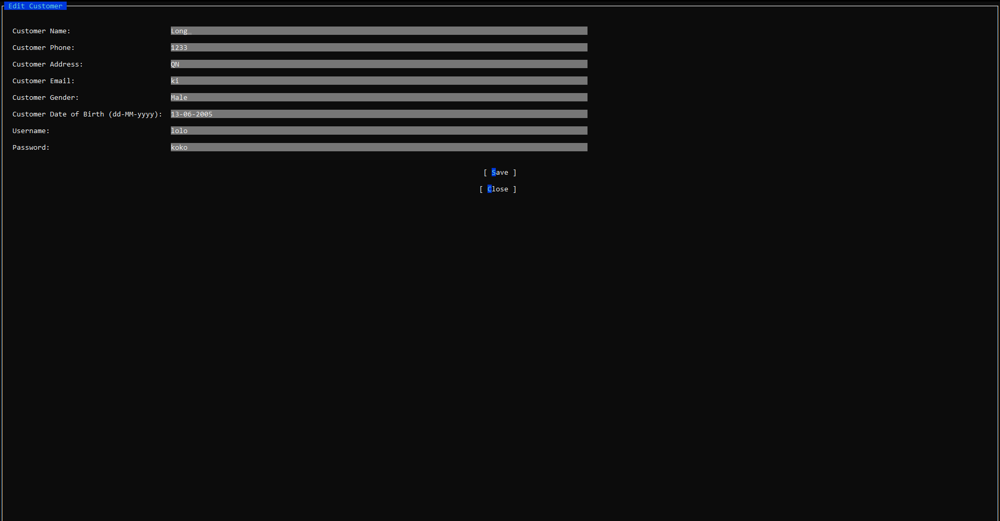 Edit Customer
Customer Name: Long
Customer Phone: 1233
Customer Address: QN
Customer Email: ki
Customer Gender: Male
Customer Date of Birth (dd-MM-yyyy): 13-06-2005
Username: lolo
Password: koko
[ Save ]
[ Close ]